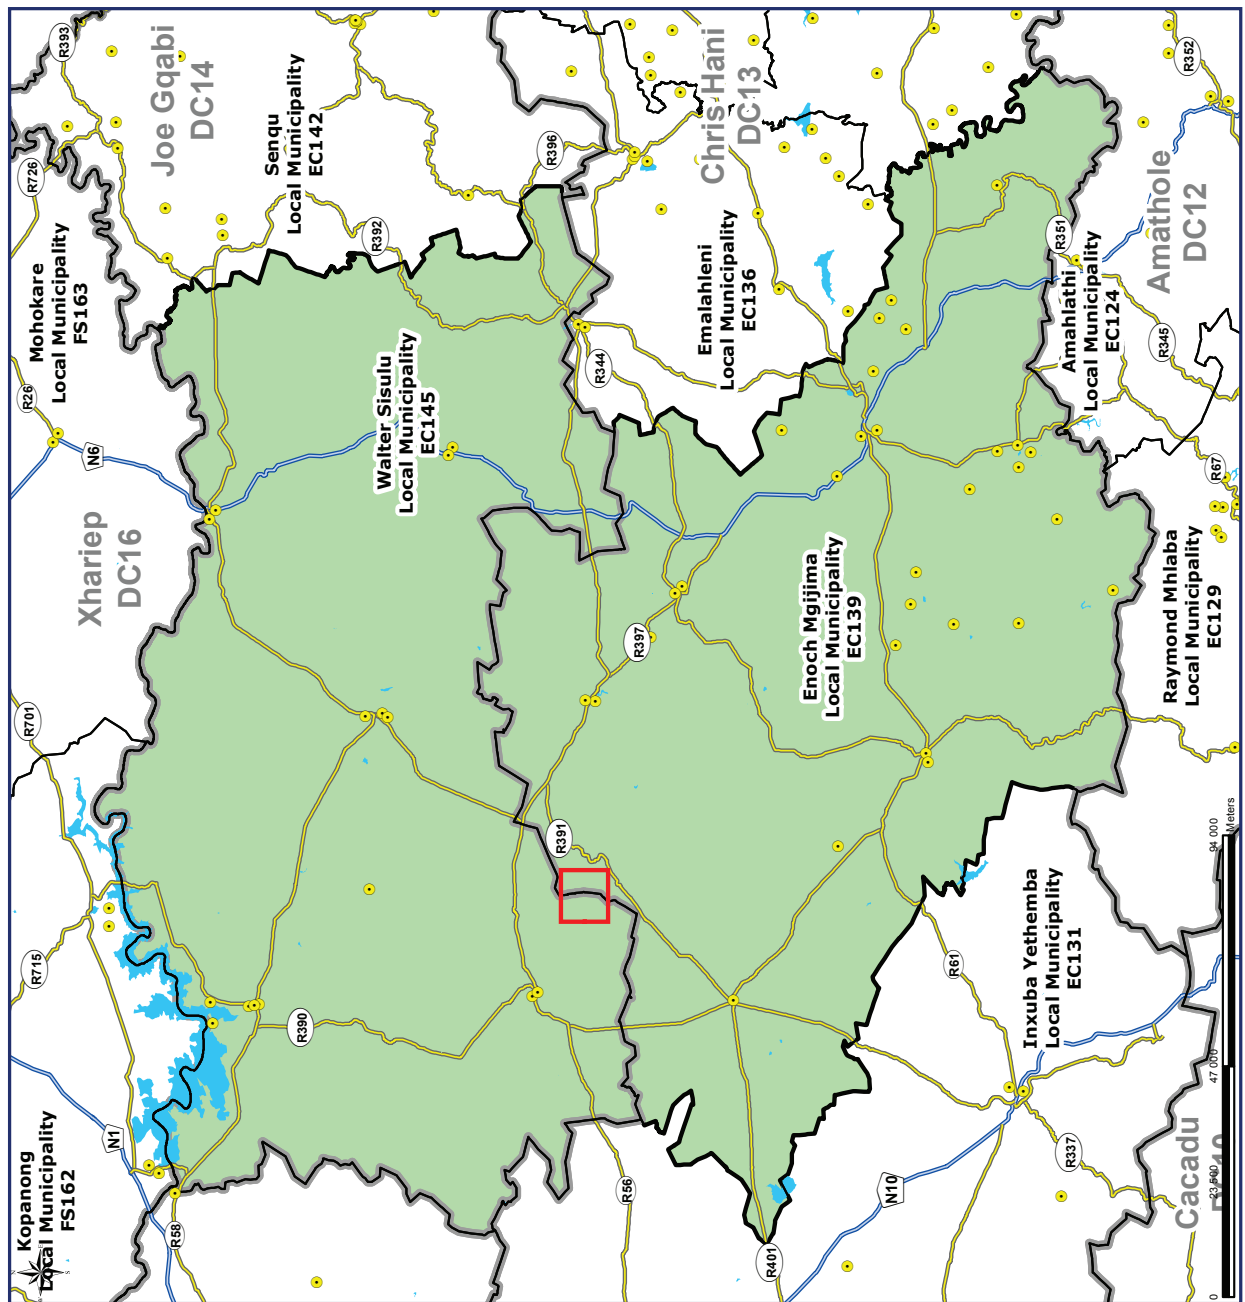 R393
Joe Gqabi
DC14
Senqu
Local Municipality
EC142
R726
Mohokare
Local Municipality
FS163
R392
R396
Chris Hani
DC13
R352
R26
N6
Xhariep
DC16
Walter Sisulu
Local Municipality
EC145
R344
Emalahleni
Local Municipality
EC136
R351
Amathole
DC12
Amahlathi
Local Municipality
EC124
R345
R67
R701
R397
Enoch Mgijima
Local Municipality
EC139
Raymond Mhlaba
Local Municipality
EC129
R391
R715
R390
R61
Inxuba Yethemba
Local Municipality
EC131
Kopanong
Local Municipality
FS162
N1
R58
R56
R401
N10
R337
Cacadu
0
23 500
47 000
94 000
Meters